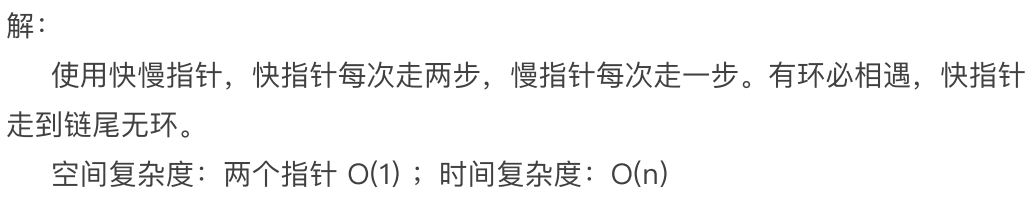 解：
使用快慢指针，快指针每次走两步，慢指针每次走一步。有环必相遇，快指针
走到链尾无环。
空间复杂度：两个指针 O(1) ；时间复杂度：O(n)